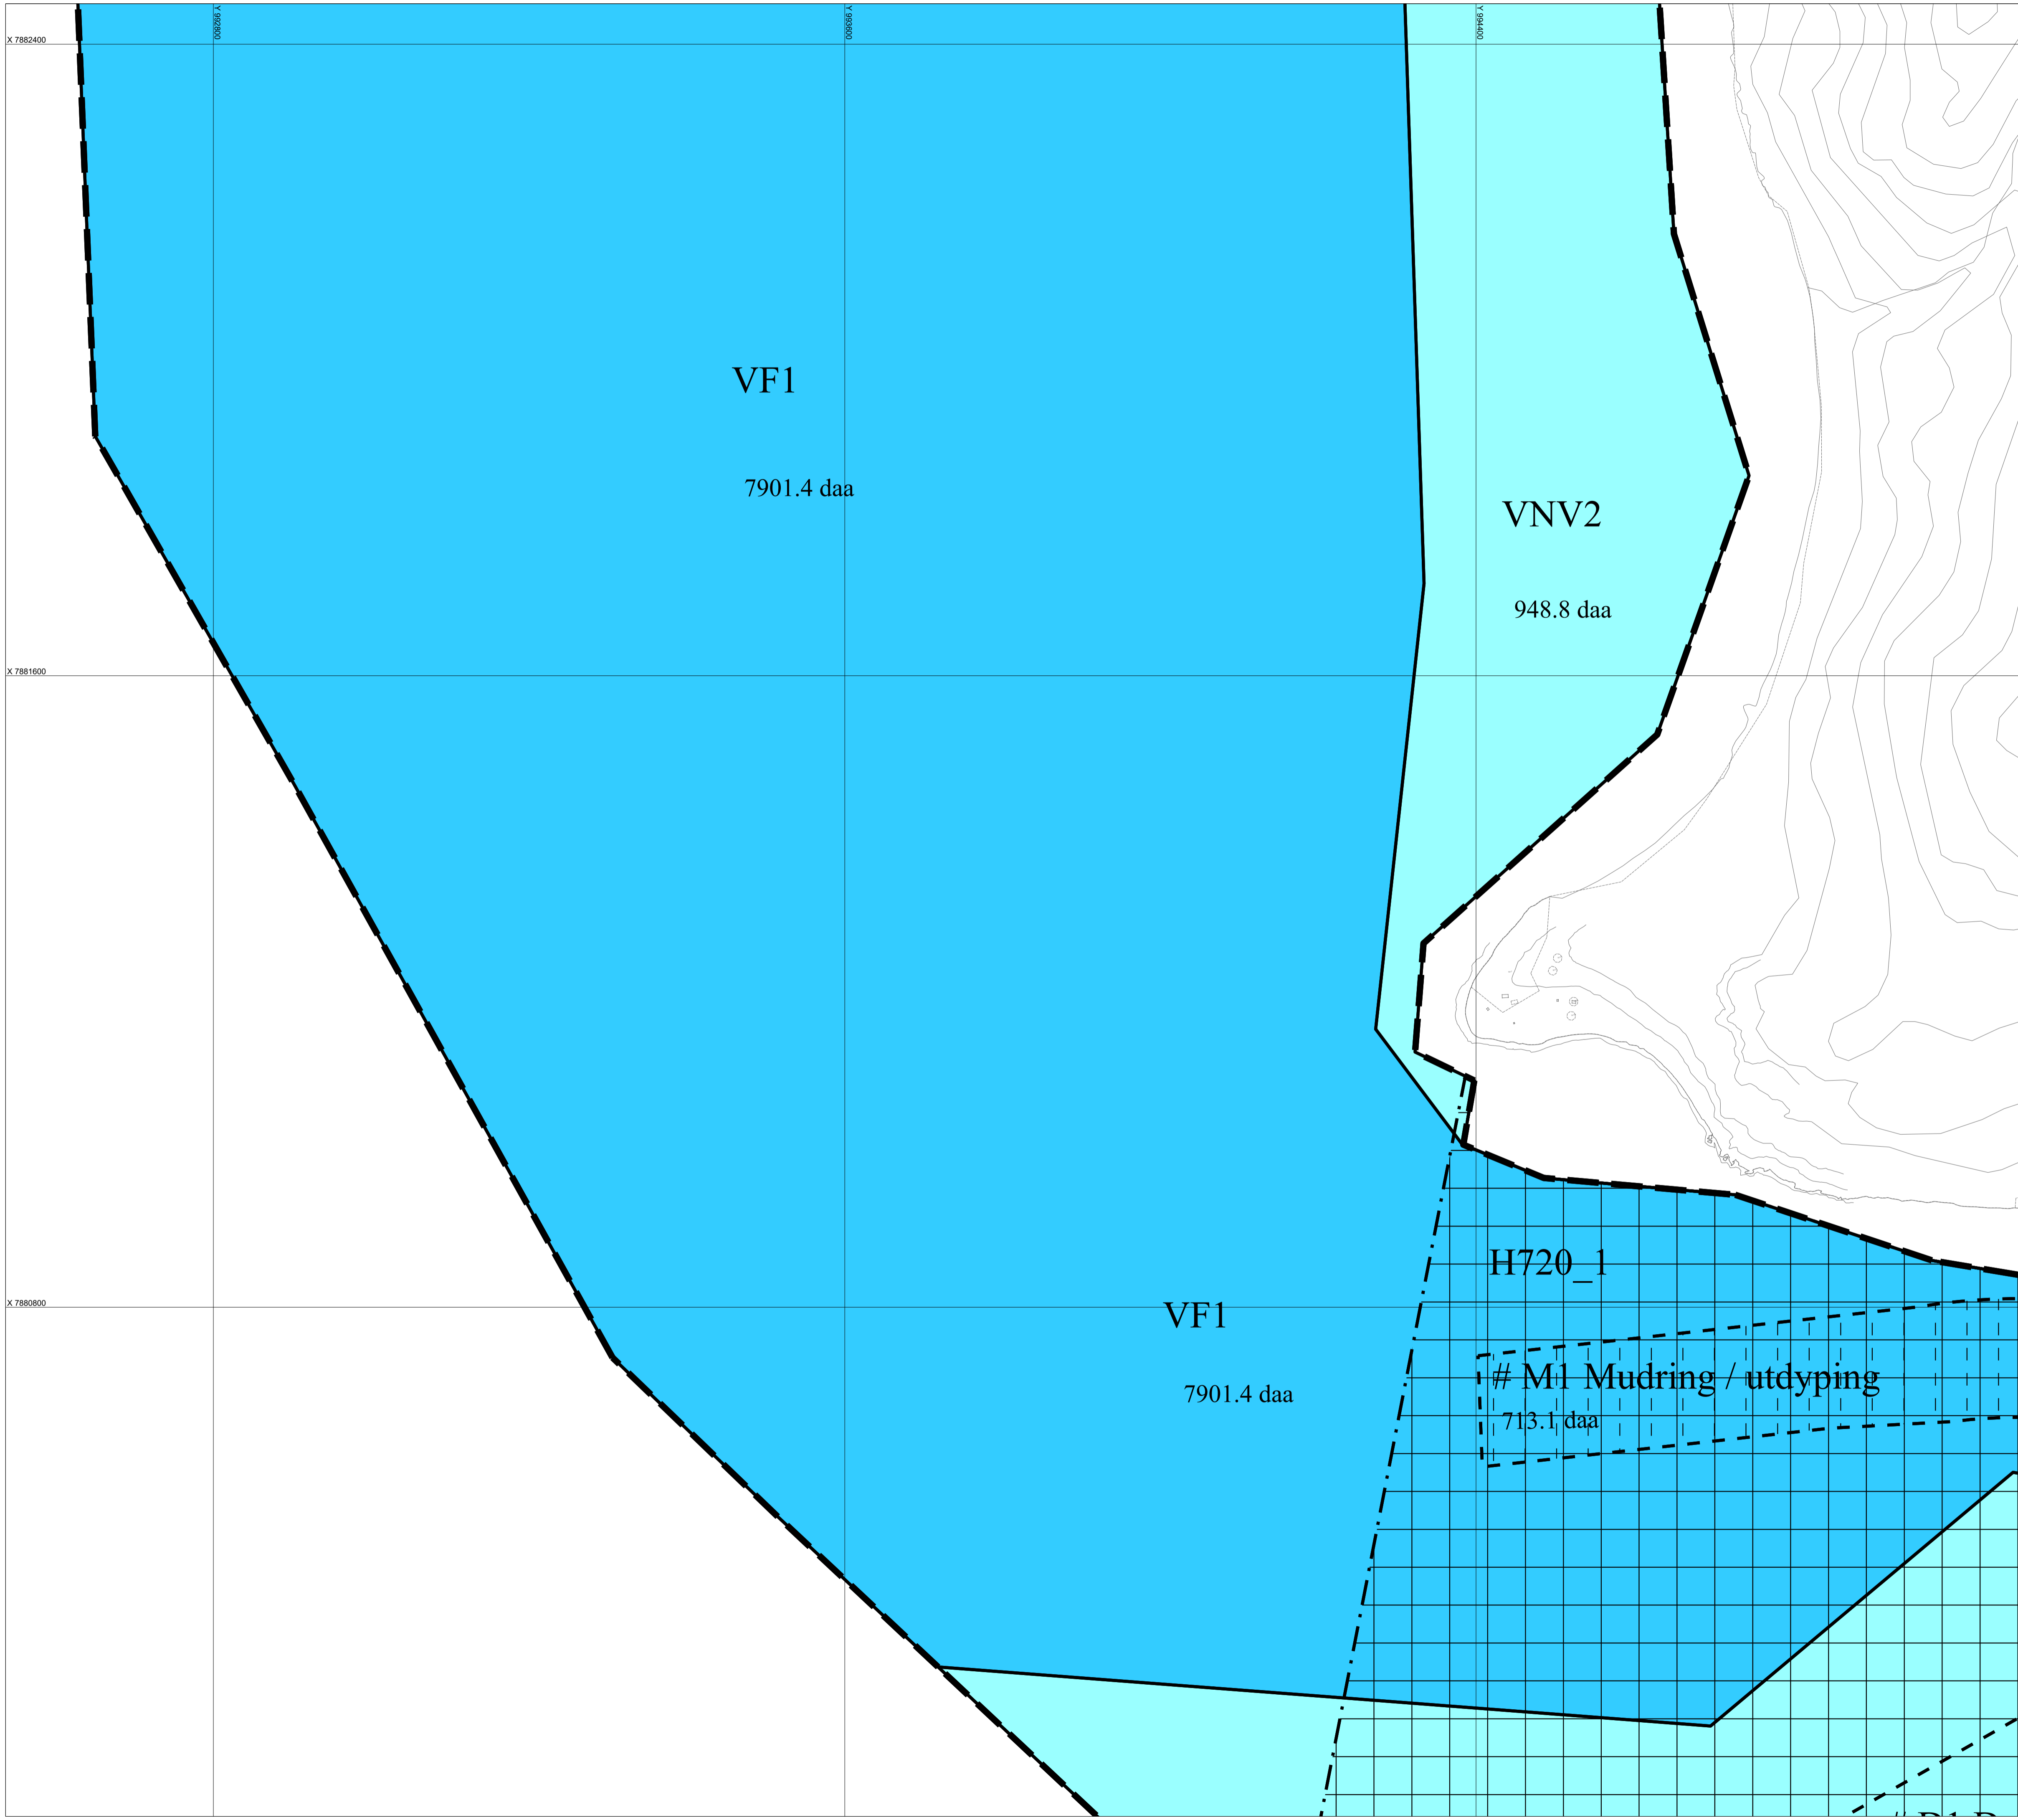 Y 992800
Y 993600
Y 994400
X 7882400
VF1
7901.4 daa
VNV2
948.8 daa
X 7881600
H720_1
X 7880800
VF1
# M1 Mudring / utdyping
7901.4 daa
713.1 daa